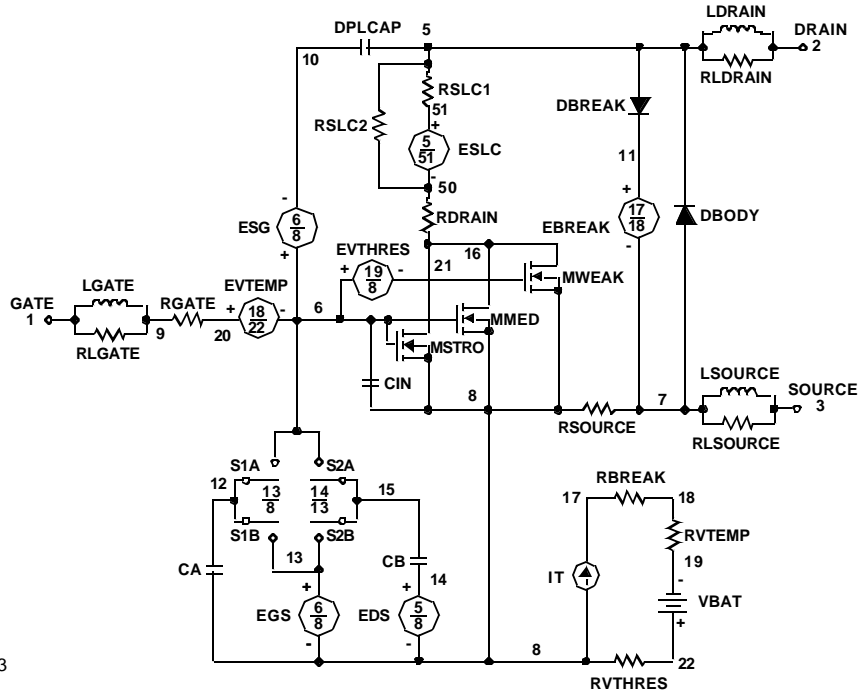 LDRAIN
DPLCAP 5 DRAIN
10 2
RLDRAIN
RSLC1
DBREAK
51
RSLC2 +
5
51
ESLC
11
-
50
-
+
6
8
ESG
RDRAIN
17
18
EBREAK
DBODY
+
-
EVTHRES
16
+ 19
8
- 21
MWEAK
LGATE EVTEMP
GATE RGATE + 18
22
- 6
1 9 20
MMED
RLGATE
MSTRO
LSOURCE
CIN 8 7 SOURCE
3
RSOURCE
RLSOURCE
S1A S2A
12 13
8
14
13
15
RBREAK
17 18
S1B S2B
RVTEMP
13 CB 19
CA 14 IT -
+ +
VBAT
EGS 6
8
EDS 5
8
+
- - 8 22
RVTHRES
3